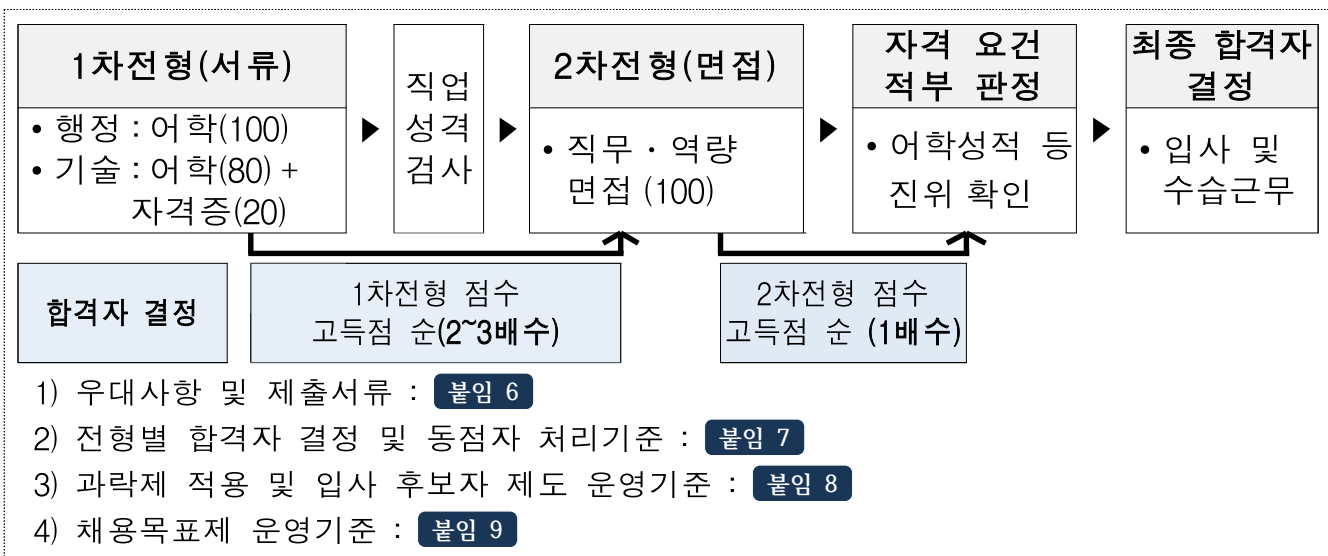 1차전형(서류)
• 행정 : 어학(100)
• 기술 : 어학(80) +
자격증(20)
▶
직업
성격
검사
▶
2차전형(면접)
• 직무 · 역량
면접 (100)
▶
자격 요건
적부 판정
• 어학성적 등
진위 확인
▶
최종 합격자
결정
• 입사 및
수습근무
합격자 결정
1차전형 점수
고득점 순(2~3배수)
2차전형 점수
고득점 순 (1배수)
1) 우대사항 및 제출서류 : 붙임 6
2) 전형별 합격자 결정 및 동점자 처리기준 : 붙임 7
3) 과락제 적용 및 입사 후보자 제도 운영기준 : 붙임 8
4) 채용목표제 운영기준 : 붙임 9